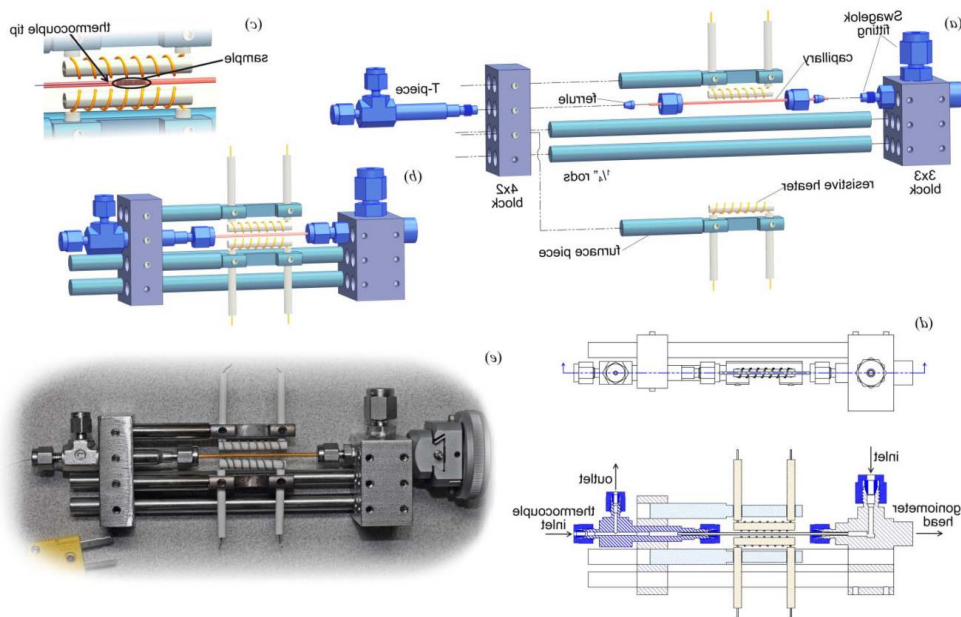 (a)
Swagelok
fitting
capillary
ferrule
T-piece
4x2
block
¼" rods
3x3
block
resistive heater
furnace piece
(b)
(c)
thermocouple tip
sample
(d)
inlet
outlet
thermocouple
inlet
goniometer
head
(e)